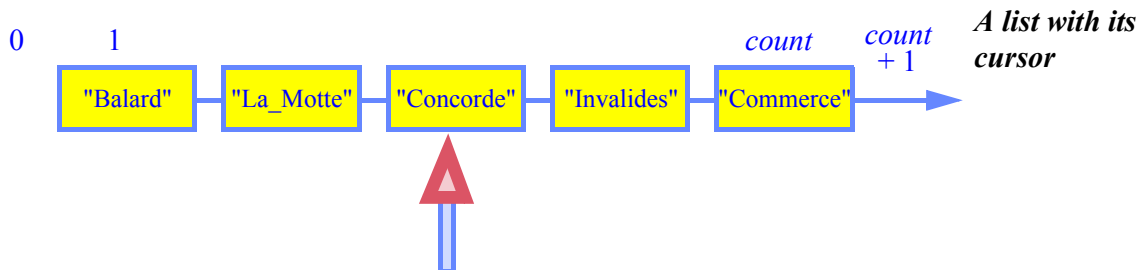 0 1 count count + 1
A list with its
cursor
"Balard" "La_Motte" "Concorde" "Invalides" "Commerce"